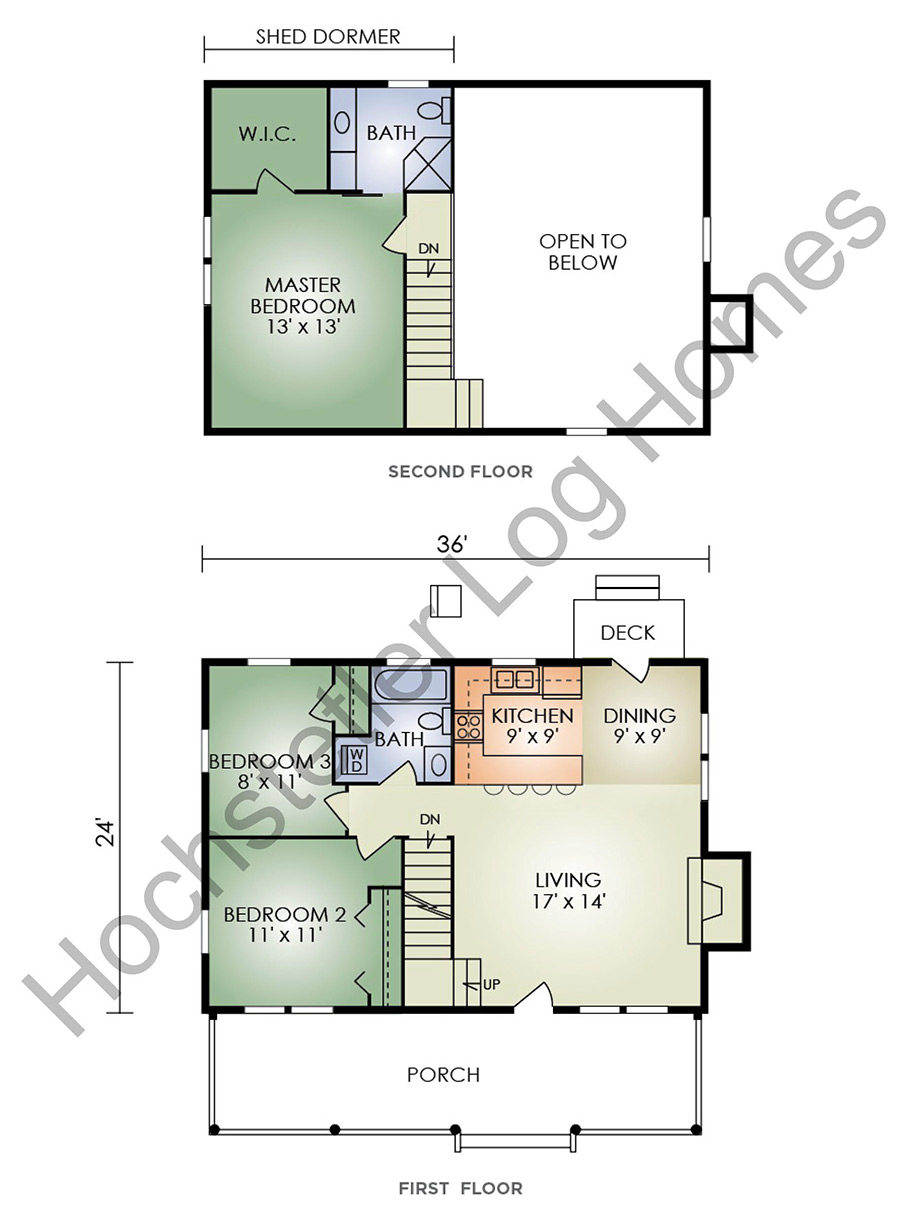 SHED DORMER
W.I.C.
BATH
DN
OPEN TO
BELOW
MASTER
BEDROOM
13' x 13'
SECOND FLOOR
36'
DECK
KITCHEN
9' x 9'
DINING
9' x 9'
BATH
W
D
BEDROOM 3
8' x 11'
DN
24'
LIVING
17' x 14'
BEDROOM 2
11' x 11'
UP
PORCH
FIRST FLOOR
Hochstetler Log Homes